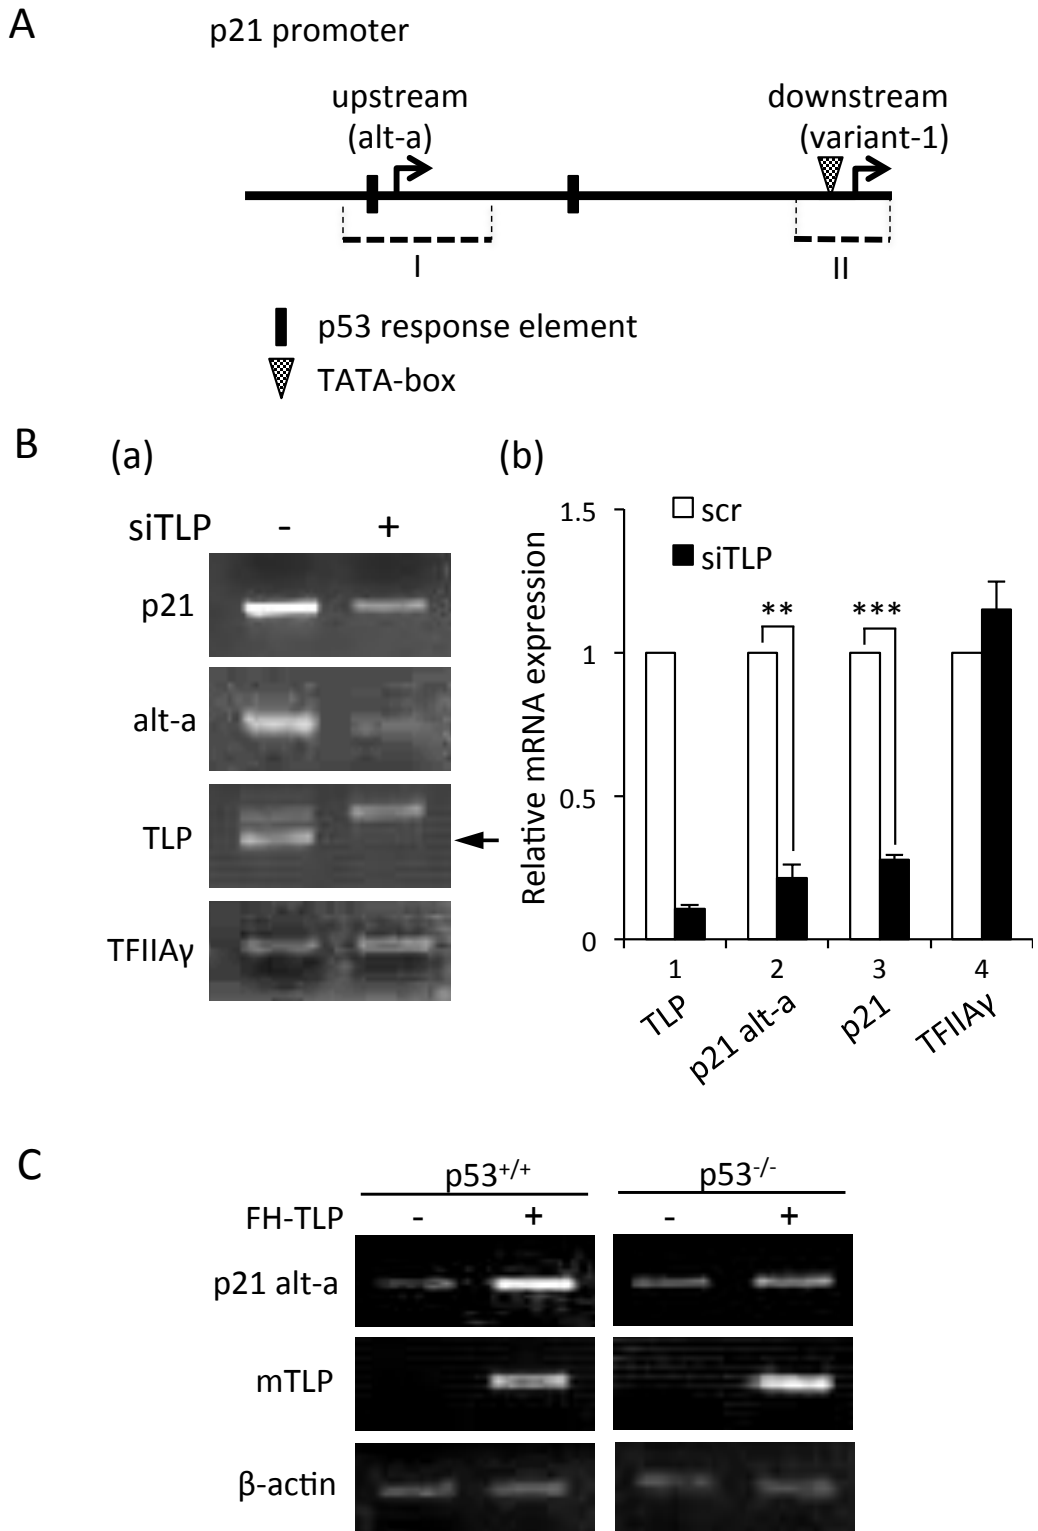 A
p21 promoter
upstream
(alt-a)
downstream
(variant-1)
I
II
p53 response element
TATA-box
B
(a)
siTLP - +
p21
alt-a
TLP
TFIIAγ
(b)
scr
siTLP
Relative mRNA expression
1.5
1
0.5
0
** ***
1 2 3 4
TLP p21 alt-a p21 TFIIAγ
C
p53+/+ p53-/-
FH-TLP - + - +
p21 alt-a
mTLP
β-actin